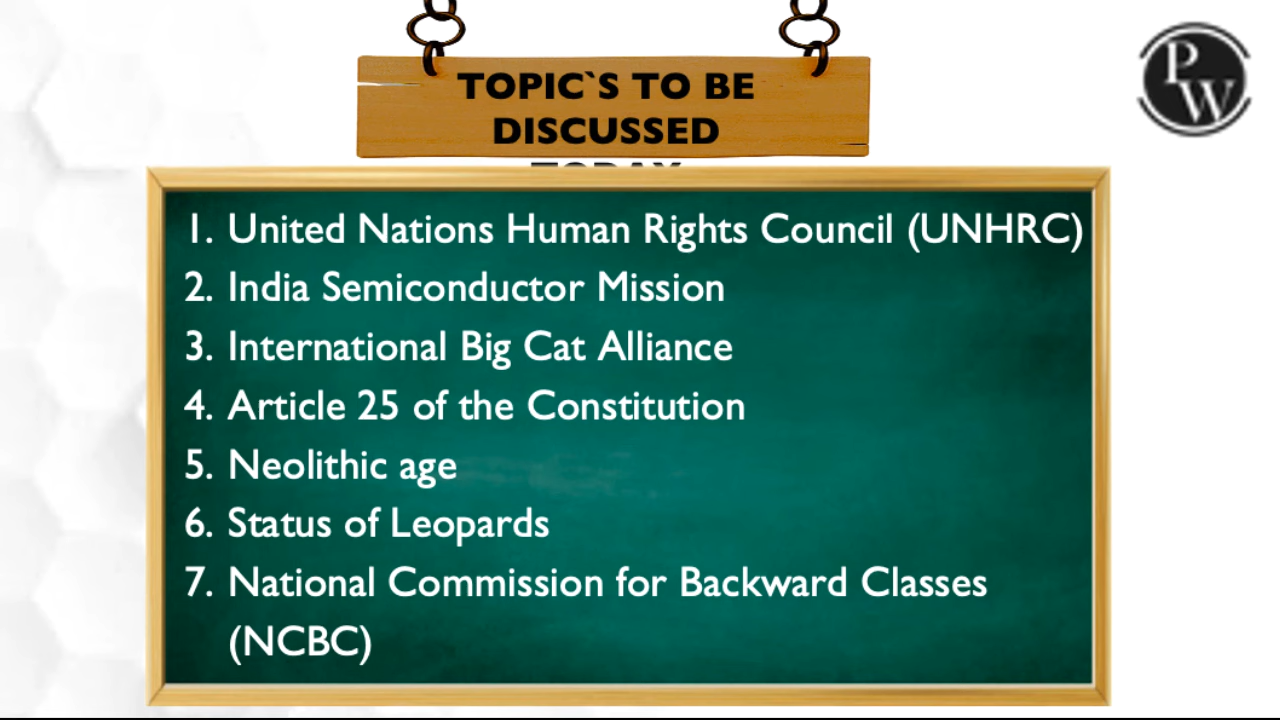 TOPIC`S TO BE
DISCUSSED
TODAY
PW
1. United Nations Human Rights Council (UNHRC)
2. India Semiconductor Mission
3. International Big Cat Alliance
4. Article 25 of the Constitution
5. Neolithic age
6. Status of Leopards
7. National Commission for Backward Classes
(NCBC)